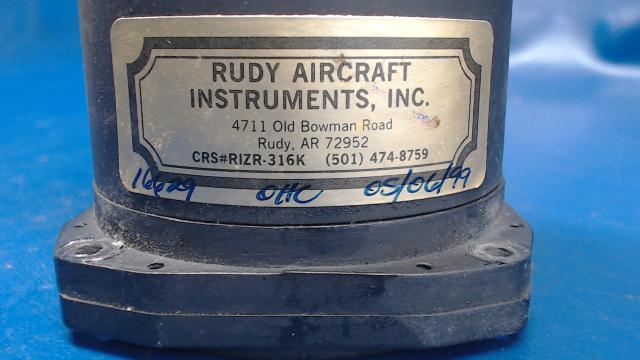 RUDY AIRCRAFT
INSTRUMENTS, INC.
4711 Old Bowman Road
Rudy, AR 72952
CRS#RIZR-316K (501) 474-8759
16629 OHC 05/06/99